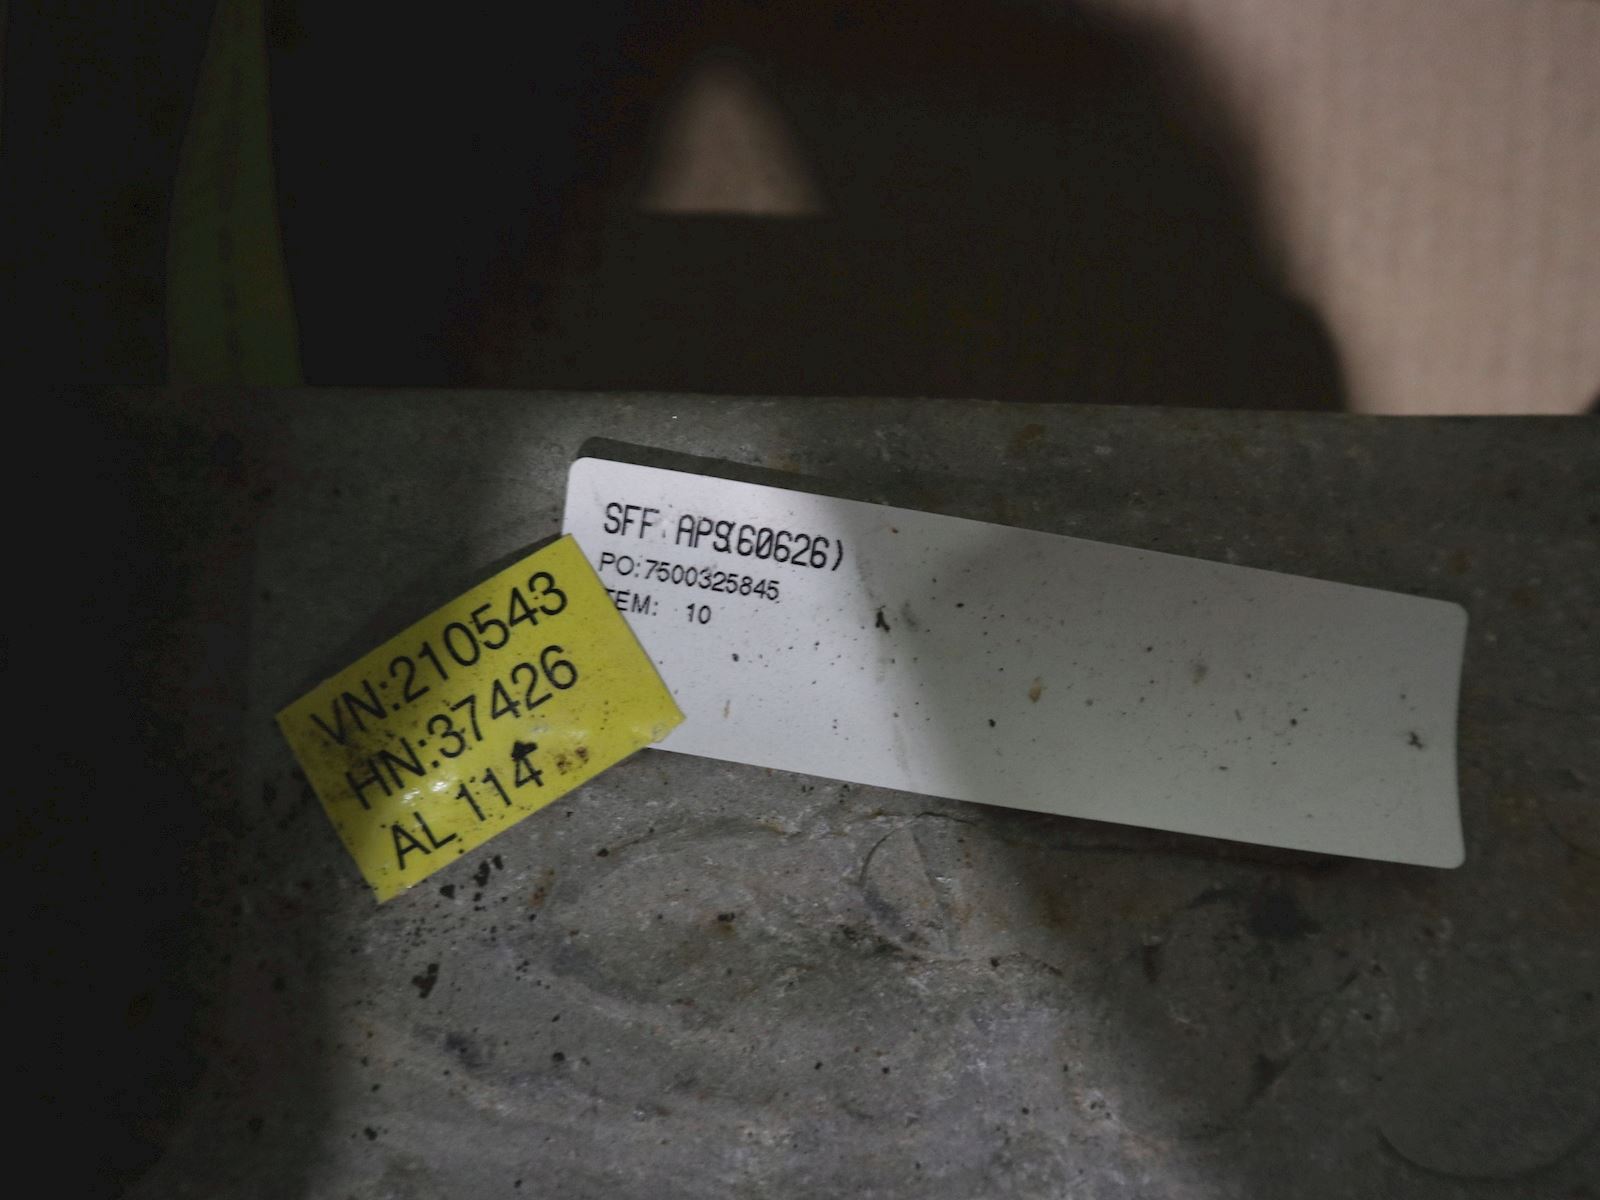 SFF APS(60626)
PO:7500325845
TEM: 10
VN:210543
HN:37426
AL 114